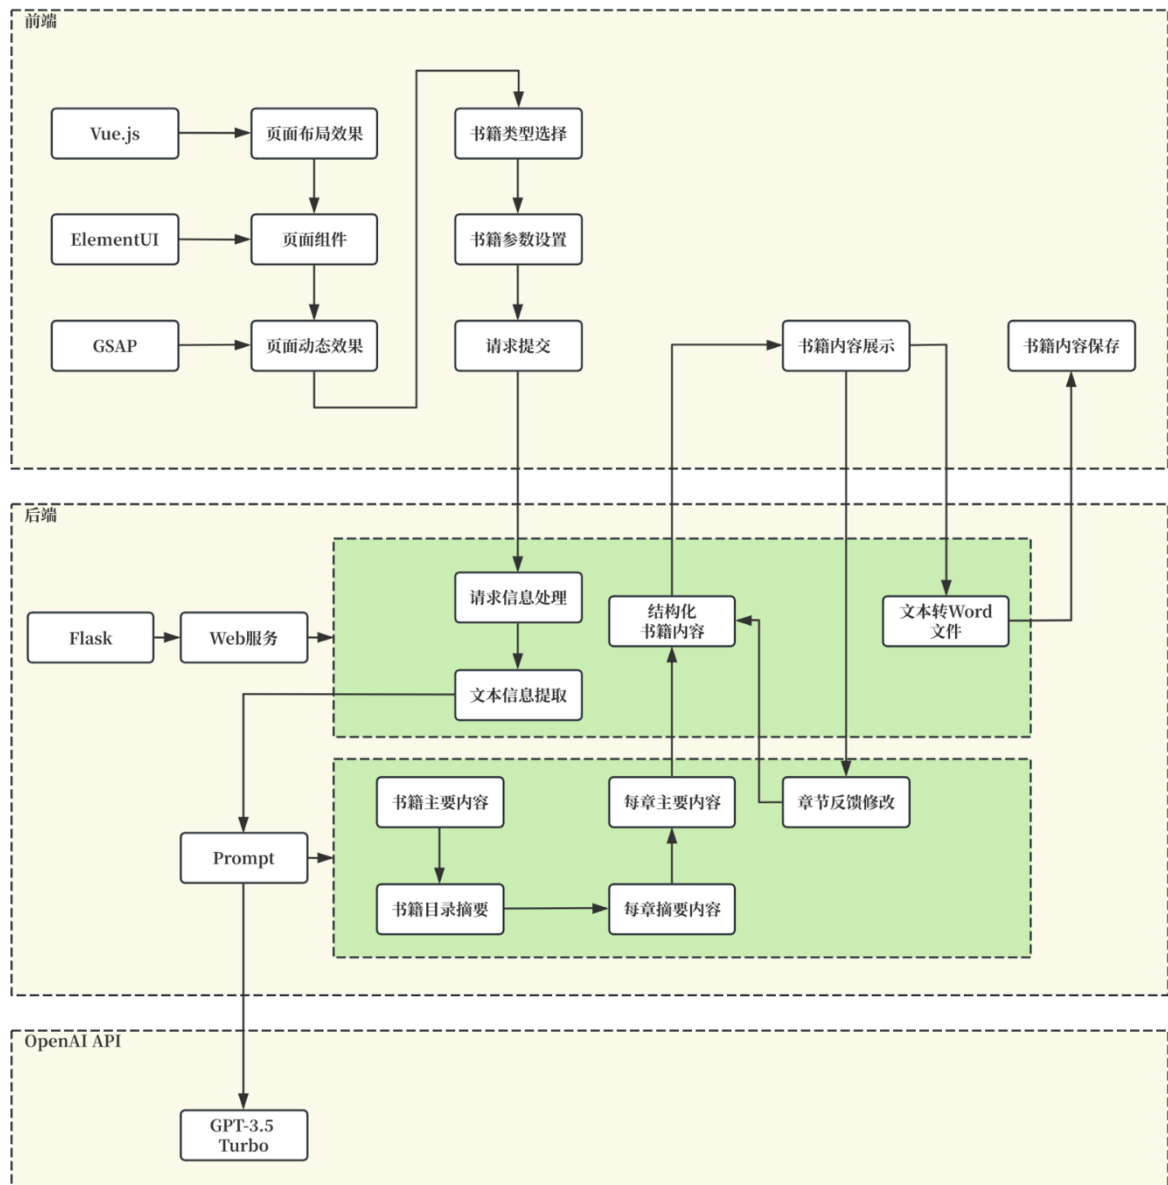 前端
Vue.js
页面布局效果
书籍类型选择
ElementUI
页面组件
书籍参数设置
GSAP
页面动态效果
请求提交
书籍内容展示
书籍内容保存
后端
请求信息处理
结构化
书籍内容
文本转Word
文件
Flask
Web服务
文本信息提取
书籍主要内容
每章主要内容
章节反馈修改
Prompt
书籍目录摘要
每章摘要内容
OpenAI API
GPT-3.5
Turbo